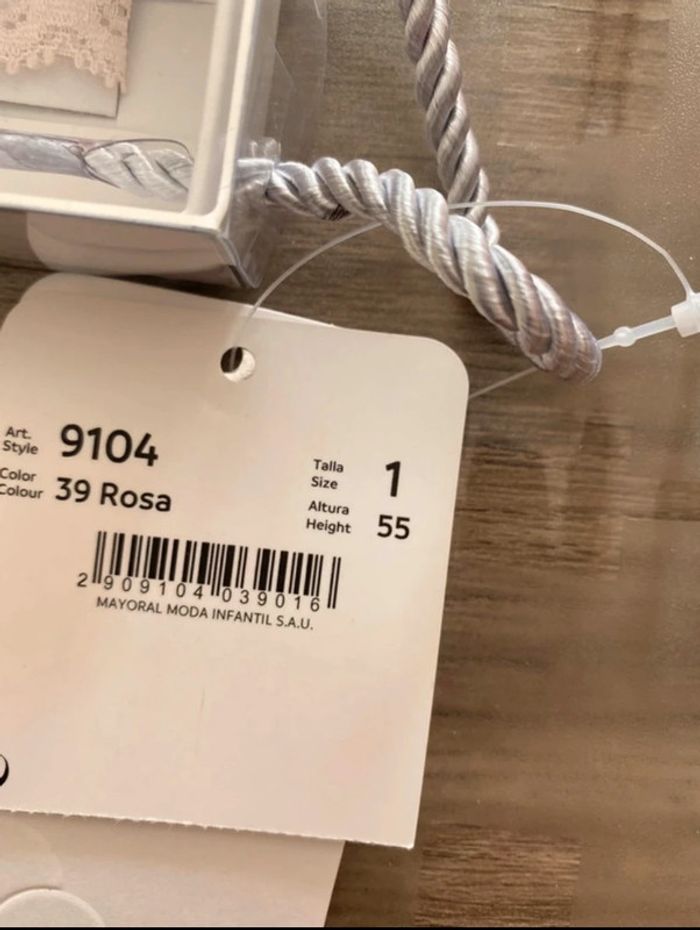 Art. Style 9104
Color Colour 39 Rosa
Talla Size 1
Altura Height 55
2 909104 039016
MAYORAL MODA INFANTIL S.A.U.